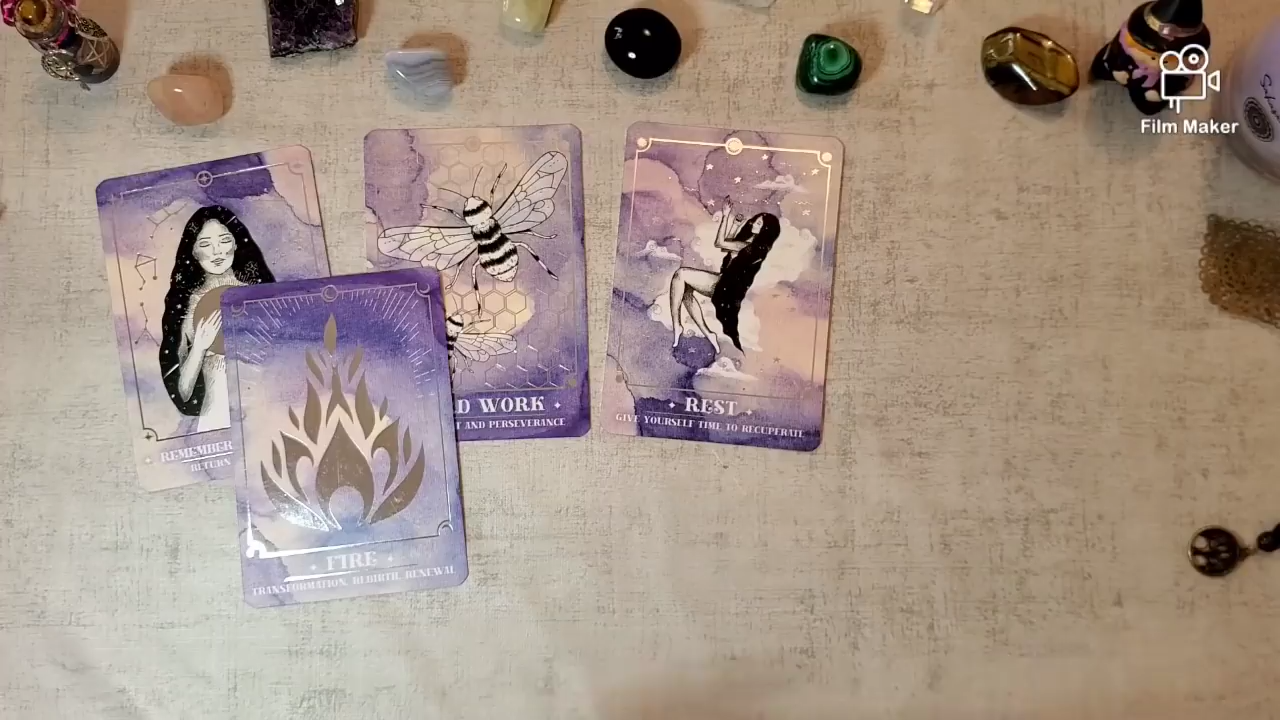 Film Maker
REMEMBER
RETURN
D WORK
T AND PERSEVERANCE
REST
GIVE YOURSELF TIME TO RECUPERATE
FIRE
TRANSFORMATION, REBIRTH, RENEWAL